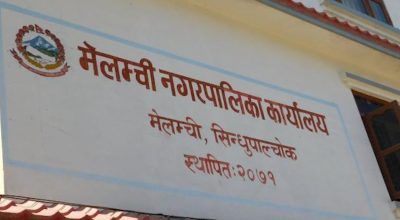 मेलम्ची नगरपालिका कार्यालय
मेलम्ची, सिन्धुपाल्चोक
स्थापितः२०७१